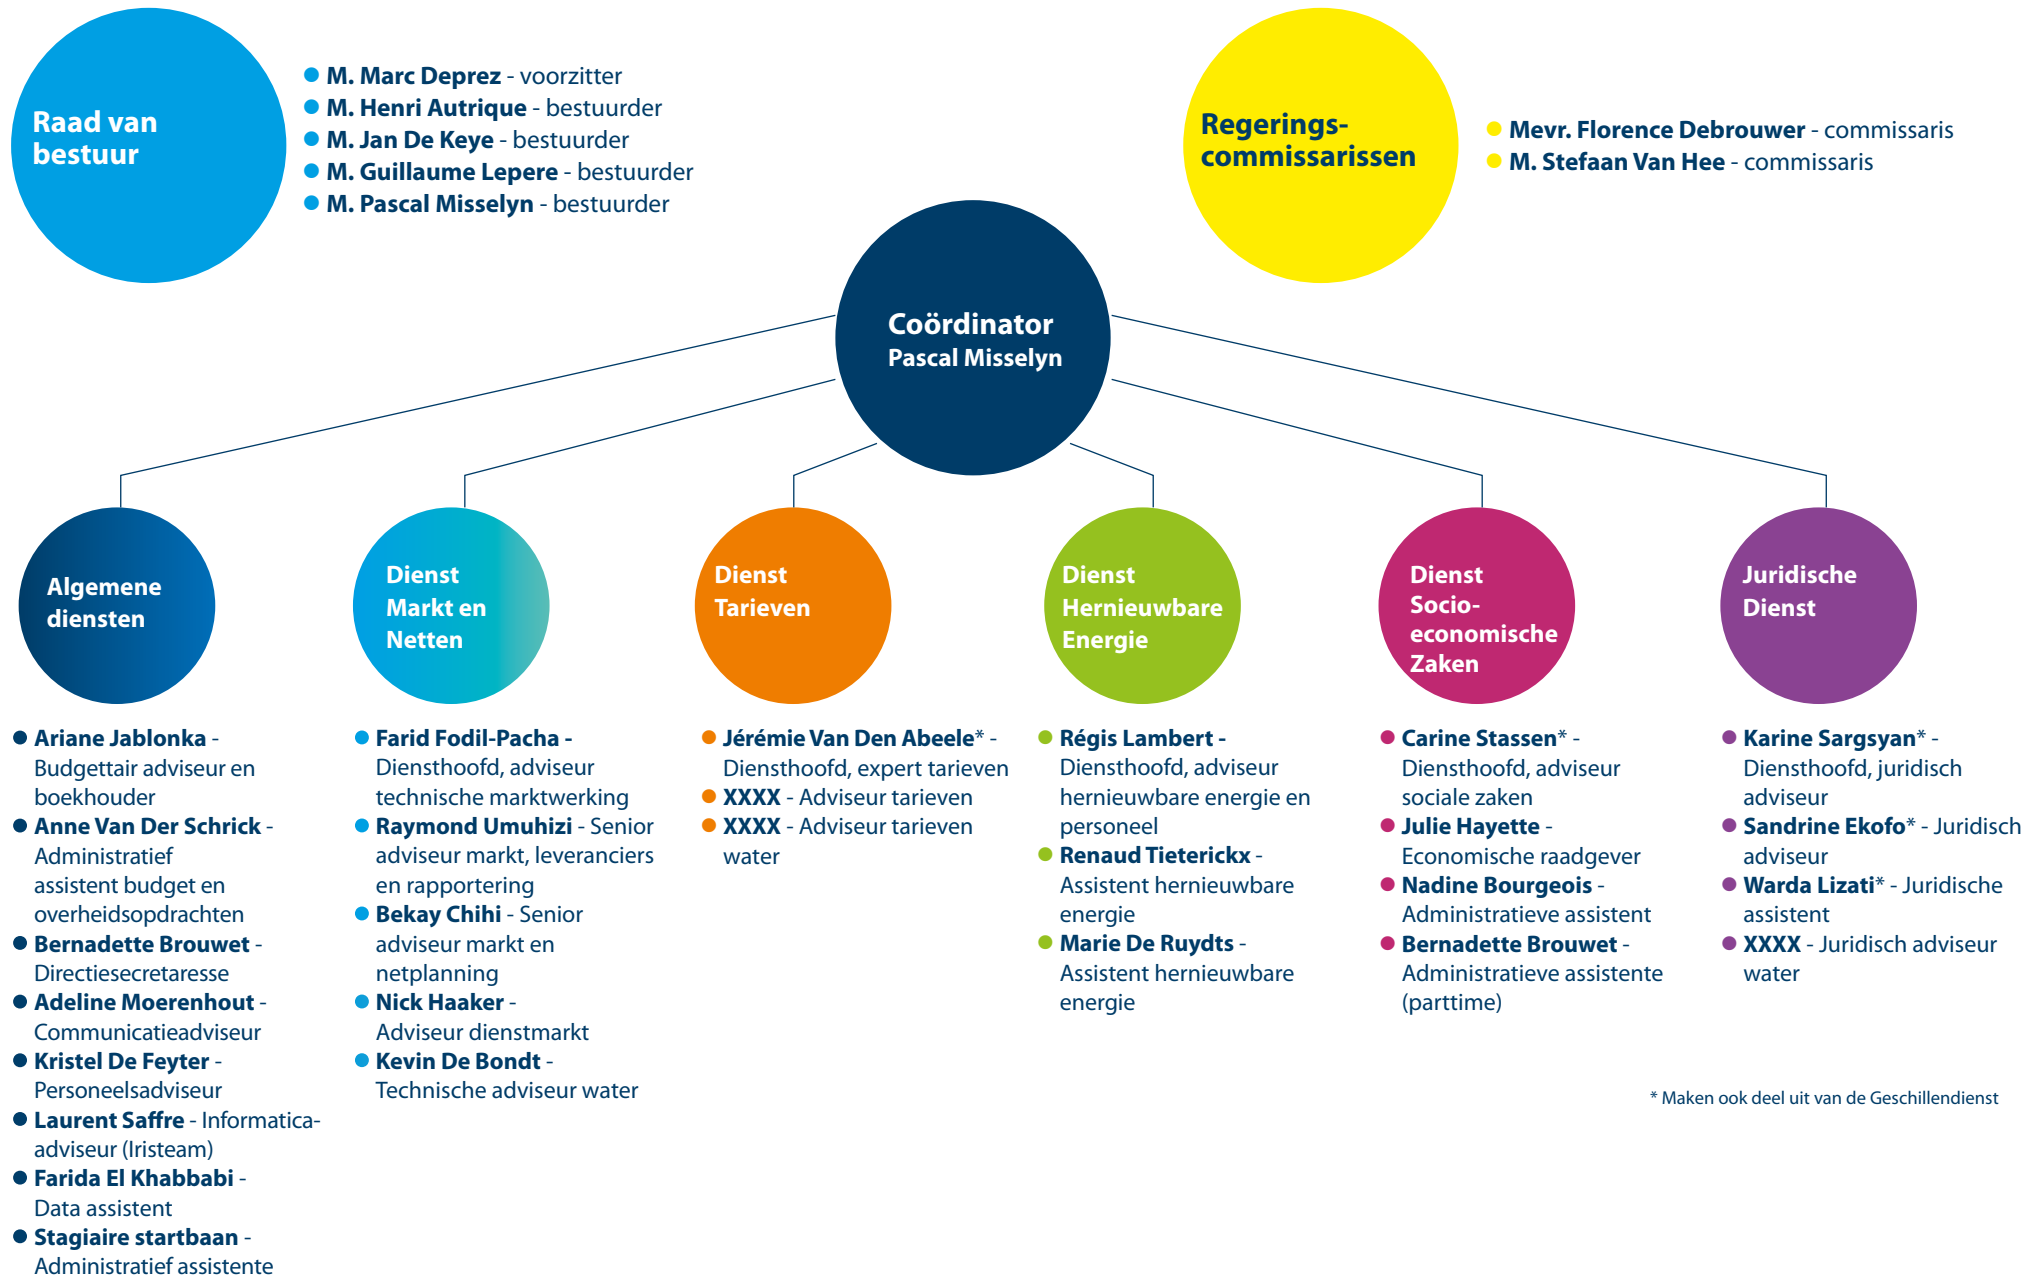 Raad van
bestuur
M. Marc Deprez - voorzitter
M. Henri Autrique - bestuurder
M. Jan De Keye - bestuurder
M. Guillaume Lepere - bestuurder
M. Pascal Misselyn - bestuurder
Regerings-
commissarissen
Mevr. Florence Debrouwer - commissaris
M. Stefaan Van Hee - commissaris
Coördinator
Pascal Misselyn
Algemene
diensten
Ariane Jablonka -
Budgettair adviseur en
boekhouder
Anne Van Der Schrick -
Administratief
assistent budget en
overheidsopdrachten
Bernadette Brouwet -
Directiesecretaresse
Adeline Moerenhout -
Communicatieadviseur
Kristel De Feyter -
Personeelsadviseur
Laurent Saffre - Informatica-
adviseur (Iristeam)
Farida El Khabbabi -
Data assistent
Stagiaire startbaan -
Administratief assistente
Dienst
Markt en
Netten
Farid Fodil-Pacha -
Diensthoofd, adviseur
technische marktwerking
Raymond Umuhizi - Senior
adviseur markt, leveranciers
en rapportering
Bekay Chihi - Senior
adviseur markt en
netplanning
Nick Haaker -
Adviseur dienstmarkt
Kevin De Bondt -
Technische adviseur water
Dienst
Tarieven
Jérémie Van Den Abeele* -
Diensthoofd, expert tarieven
XXXX - Adviseur tarieven
XXXX - Adviseur tarieven
water
Dienst
Hernieuwbare
Energie
Régis Lambert -
Diensthoofd, adviseur
hernieuwbare energie en
personeel
Renaud Tieterickx -
Assistent hernieuwbare
energie
Marie De Ruydts -
Assistent hernieuwbare
energie
Dienst
Socio-
economische
Zaken
Carine Stassen* -
Diensthoofd, adviseur
sociale zaken
Julie Hayette -
Economische raadgever
Nadine Bourgeois -
Administratieve assistent
Bernadette Brouwet -
Administratieve assistente
(parttime)
Juridische
Dienst
Karine Sargsyan* -
Diensthoofd, juridisch
adviseur
Sandrine Ekofo* - Juridisch
adviseur
Warda Lizati* - Juridische
assistent
XXXX - Juridisch adviseur
water
* Maken ook deel uit van de Geschillendienst